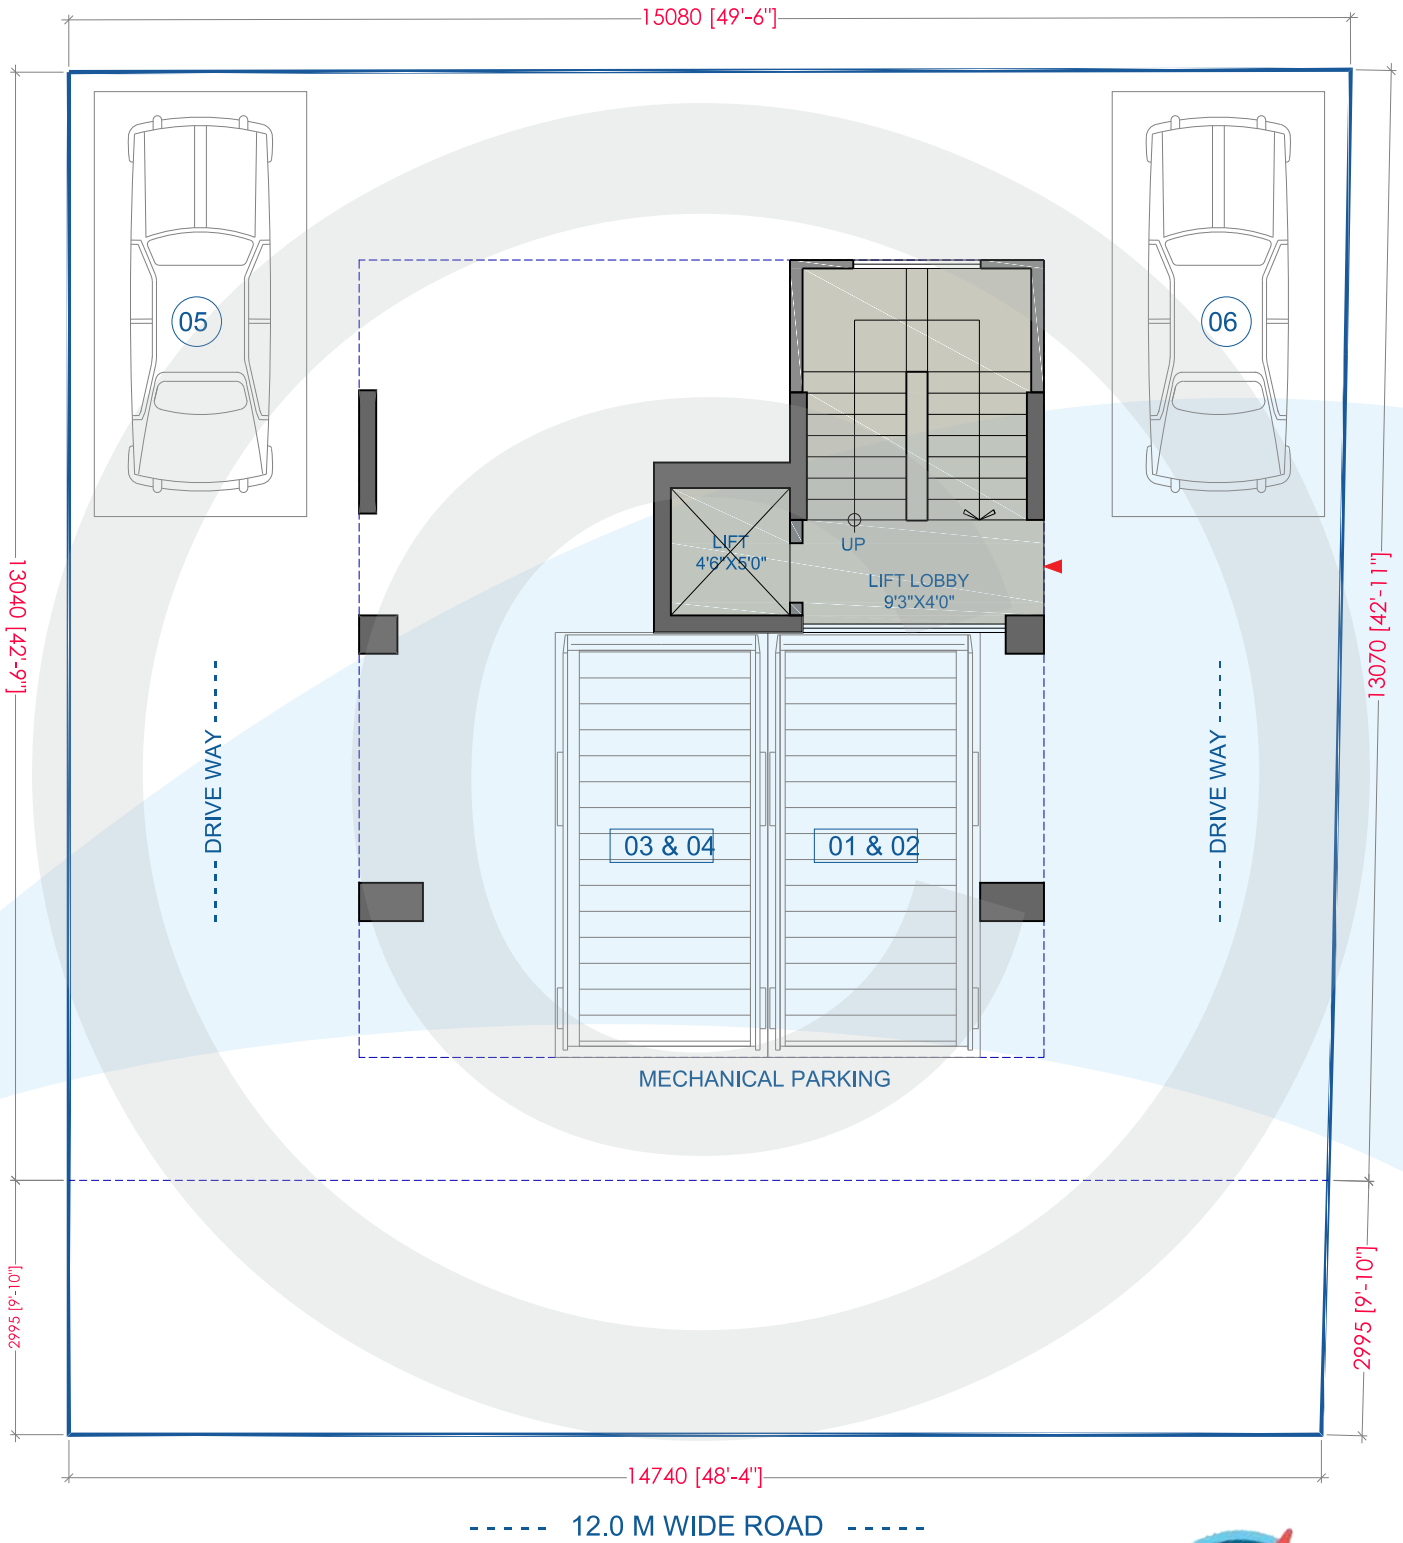 15080 [49'-6"]
05
06
13040 [42'-9"]
13070 [42'-11"]
LIFT
4'6"X5'0"
UP
LIFT LOBBY
9'3"X4'0"
DRIVE WAY
DRIVE WAY
03 & 04
01 & 02
MECHANICAL PARKING
2995 [9'-10"]
2995 [9'-10"]
14740 [48'-4"]
12.0 M WIDE ROAD